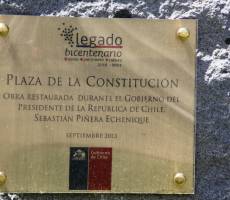 legado
bicentenario
PLAZA DE LA CONSTITUCIÓN
OBRA RESTAURADA DURANTE EL GOBIERNO DEL
PRESIDENTE DE LA REPÚBLICA DE CHILE,
SEBASTIÁN PIÑERA ECHENIQUE
SEPTIEMBRE 2013
Gobierno
de Chile